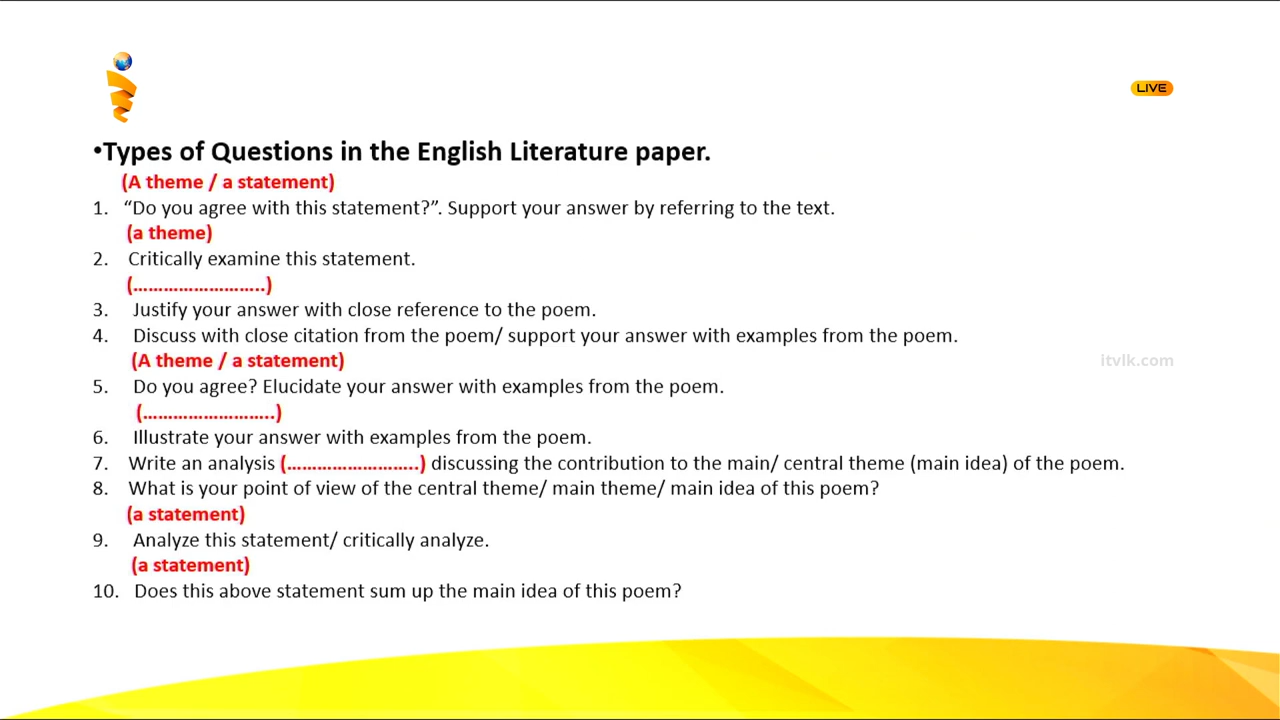 LIVE
•Types of Questions in the English Literature paper.
(A theme / a statement)
1. “Do you agree with this statement?”. Support your answer by referring to the text.
(a theme)
2. Critically examine this statement.
(……………………..)
3. Justify your answer with close reference to the poem.
4. Discuss with close citation from the poem/ support your answer with examples from the poem.
(A theme / a statement)
itvlk.com
5. Do you agree? Elucidate your answer with examples from the poem.
(……………………..)
6. Illustrate your answer with examples from the poem.
7. Write an analysis (……………………..) discussing the contribution to the main/ central theme (main idea) of the poem.
8. What is your point of view of the central theme/ main theme/ main idea of this poem?
(a statement)
9. Analyze this statement/ critically analyze.
(a statement)
10. Does this above statement sum up the main idea of this poem?